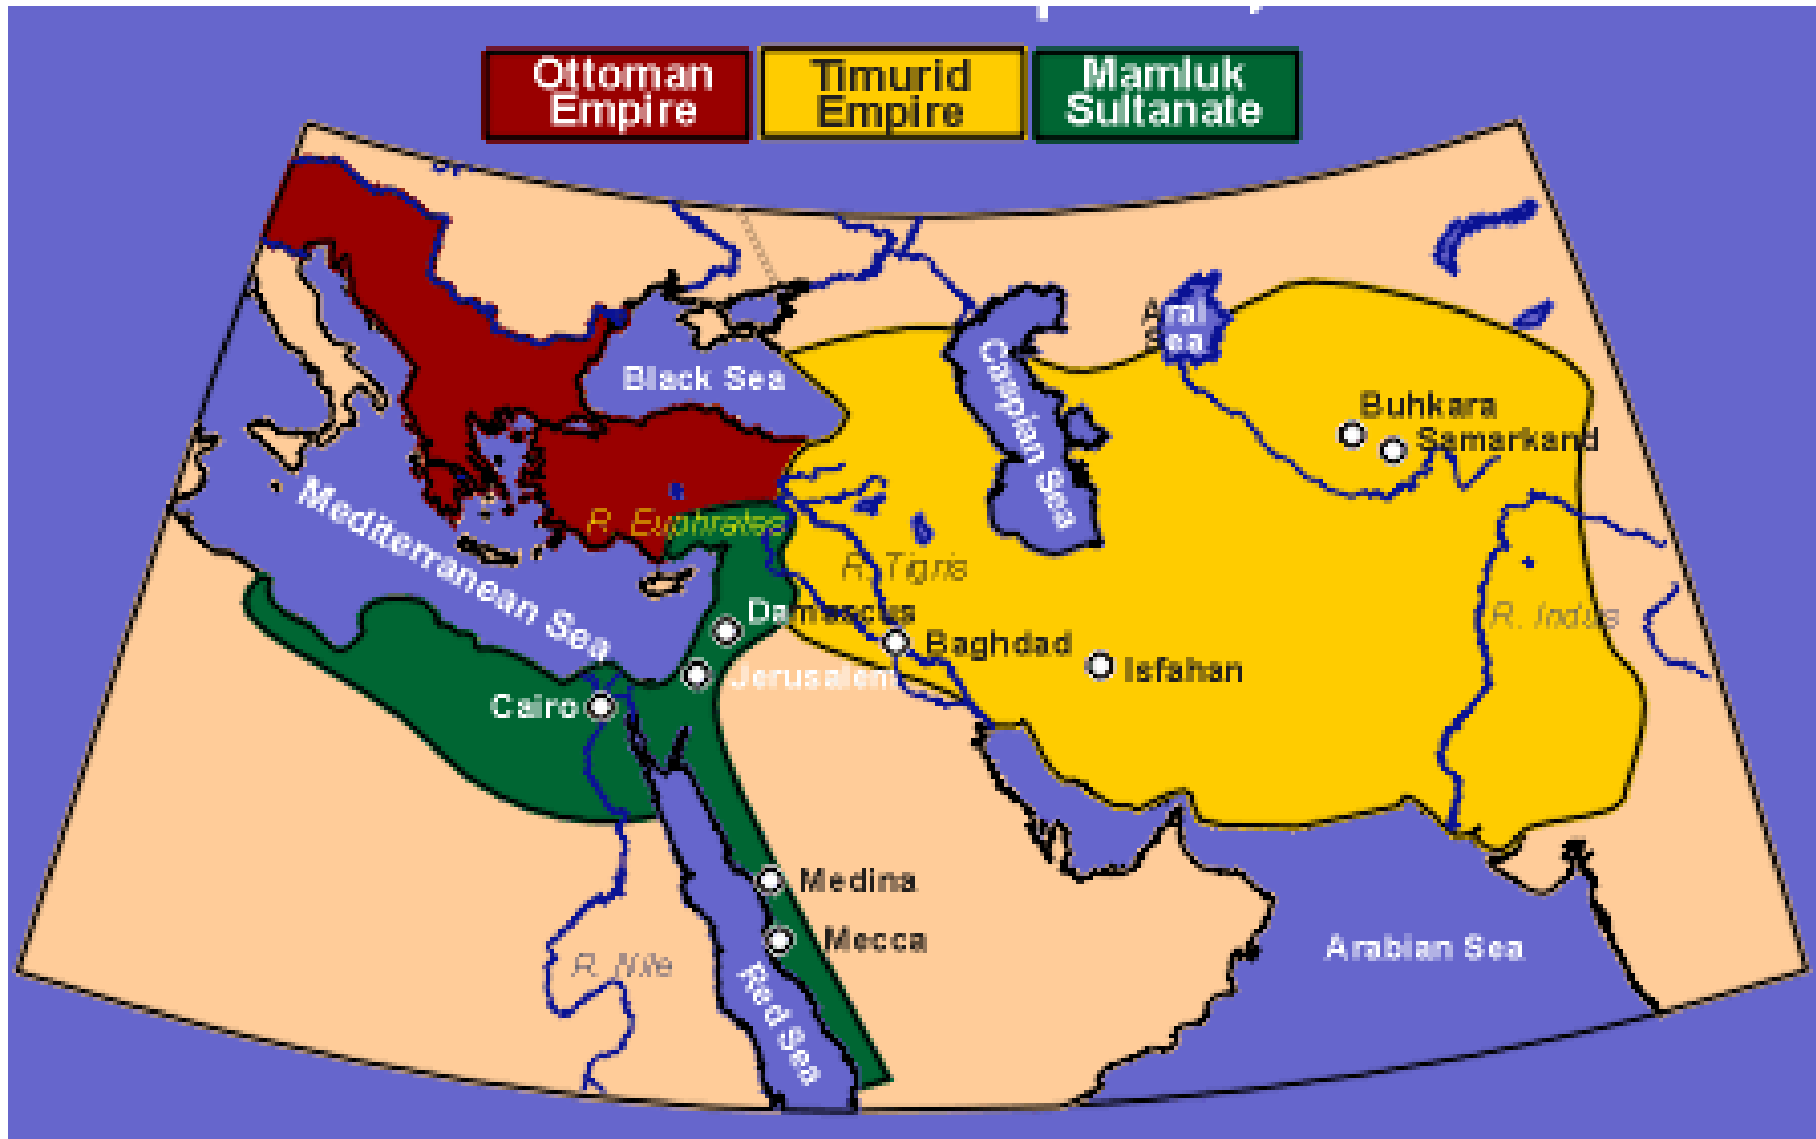 Ottoman
Empire
Timurid
Empire
Mamluk
Sultanate
Aral
Sea
Black Sea
Caspian Sea
Buhkara
Samarkand
Mediterranean Sea
R. Euphrates
R. Tigris
Damascus
R. Indus
Baghdad
Isfahan
Jerusalem
Cairo
Medina
Mecca
R. Nile
Arabian Sea
Red Sea